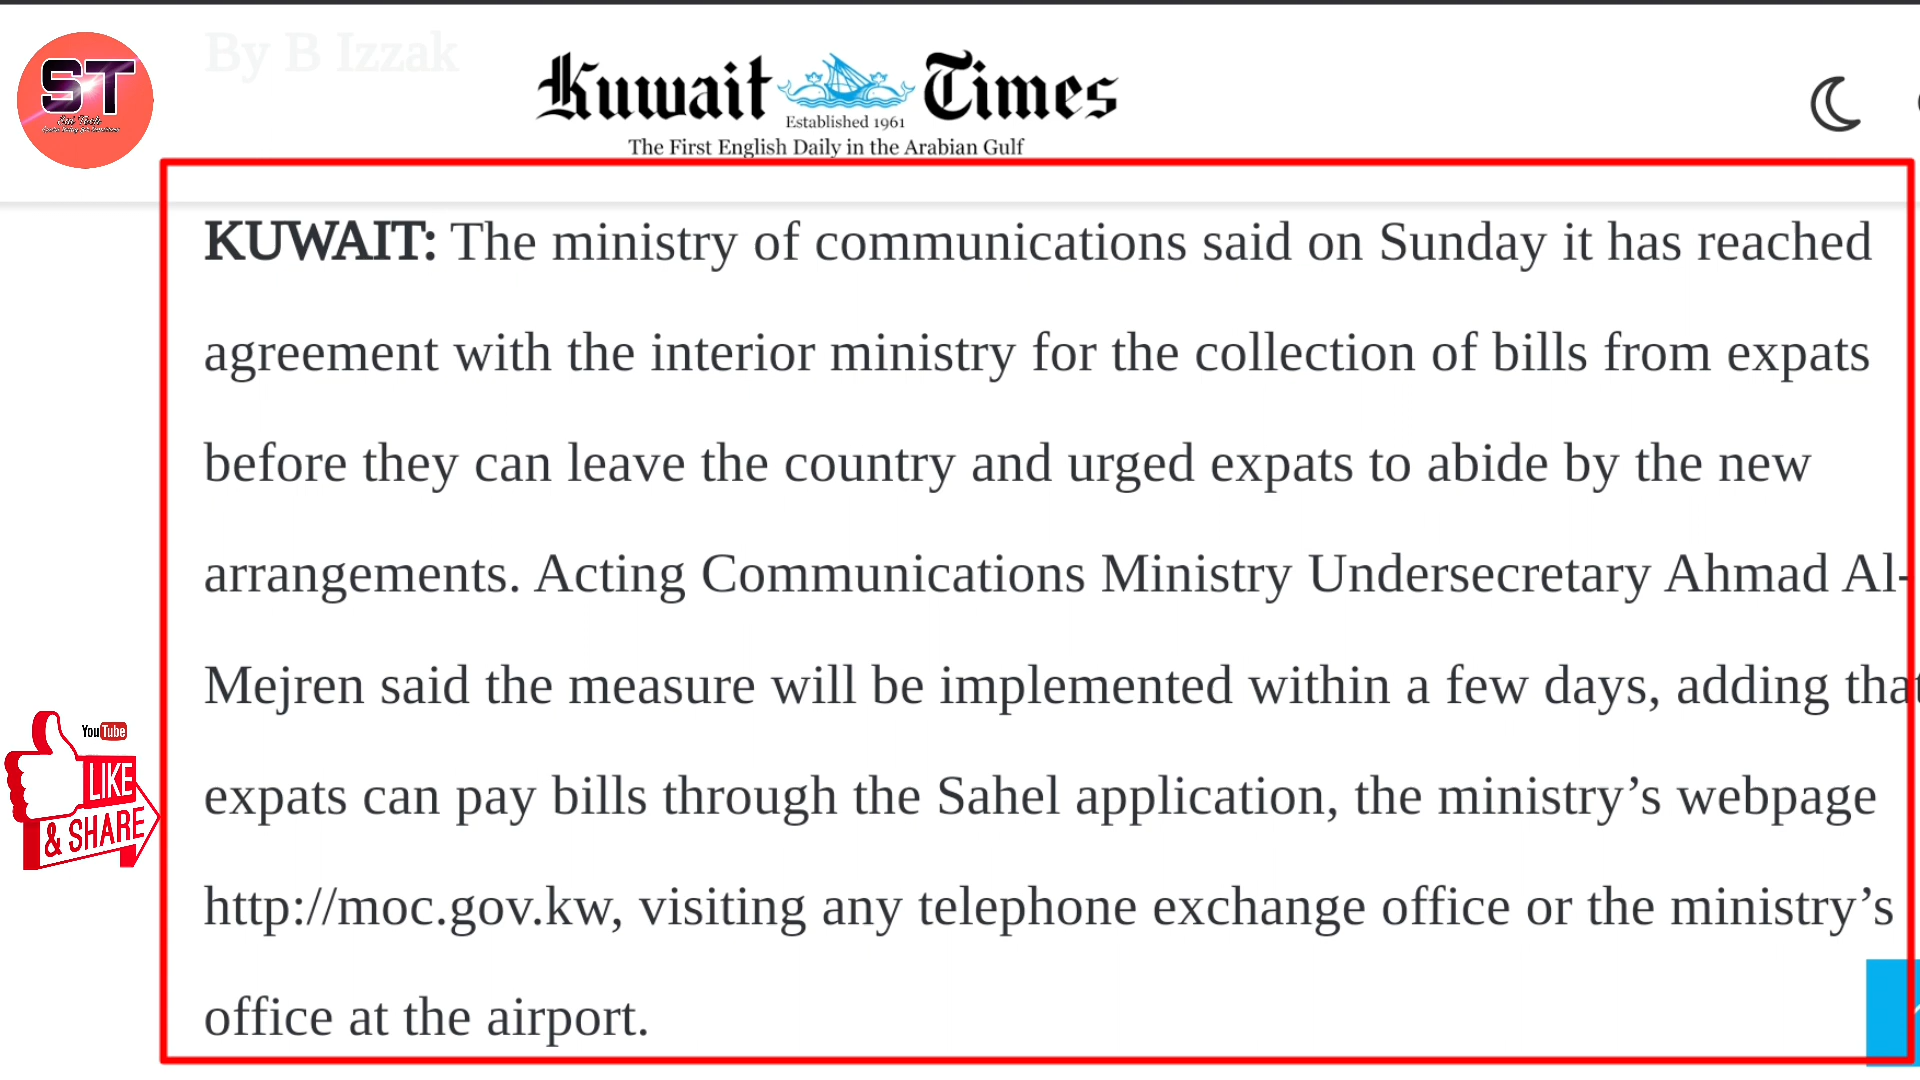 By B Izzak
ST
Kuwait Times
Established 1961
The First English Daily in the Arabian Gulf
KUWAIT: The ministry of communications said on Sunday it has reached
agreement with the interior ministry for the collection of bills from expats
before they can leave the country and urged expats to abide by the new
arrangements. Acting Communications Ministry Undersecretary Ahmad Al-
Mejren said the measure will be implemented within a few days, adding that
expats can pay bills through the Sahel application, the ministry’s webpage
http://moc.gov.kw, visiting any telephone exchange office or the ministry’s
office at the airport.
YouTube
LIKE
& SHARE